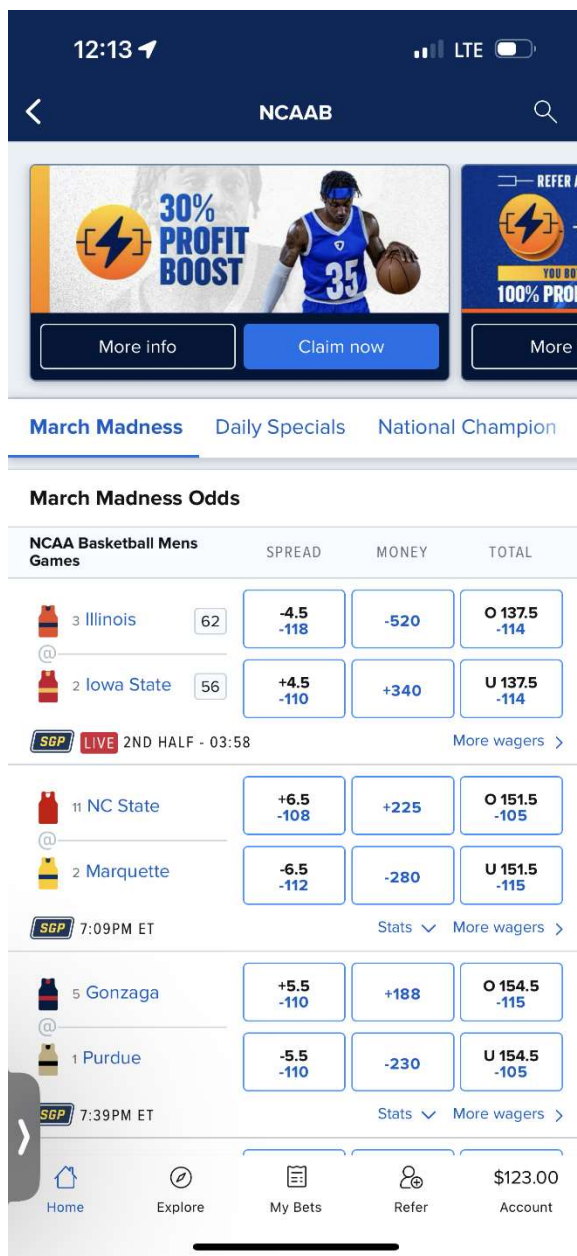 12:13 LTE
NCAAB
30%
PROFIT
BOOST
35
More info Claim now
REFER
YOU
100%
More
March Madness Daily Specials National Champion
March Madness Odds
NCAA Basketball Mens
Games
SPREAD MONEY TOTAL
3 Illinois 62
-4.5
-118
-520
O 137.5
-114
@
2 Iowa State 56
+4.5
-110
+340
U 137.5
-114
SGP LIVE 2ND HALF - 03:58 More wagers
11 NC State
+6.5
-108
+225
O 151.5
-105
@
2 Marquette
-6.5
-112
-280
U 151.5
-115
SGP 7:09PM ET Stats More wagers
5 Gonzaga
+5.5
-110
+188
O 154.5
-115
@
1 Purdue
-5.5
-110
-230
U 154.5
-105
SGP 7:39PM ET Stats More wagers
$123.00
Home Explore My Bets Refer Account